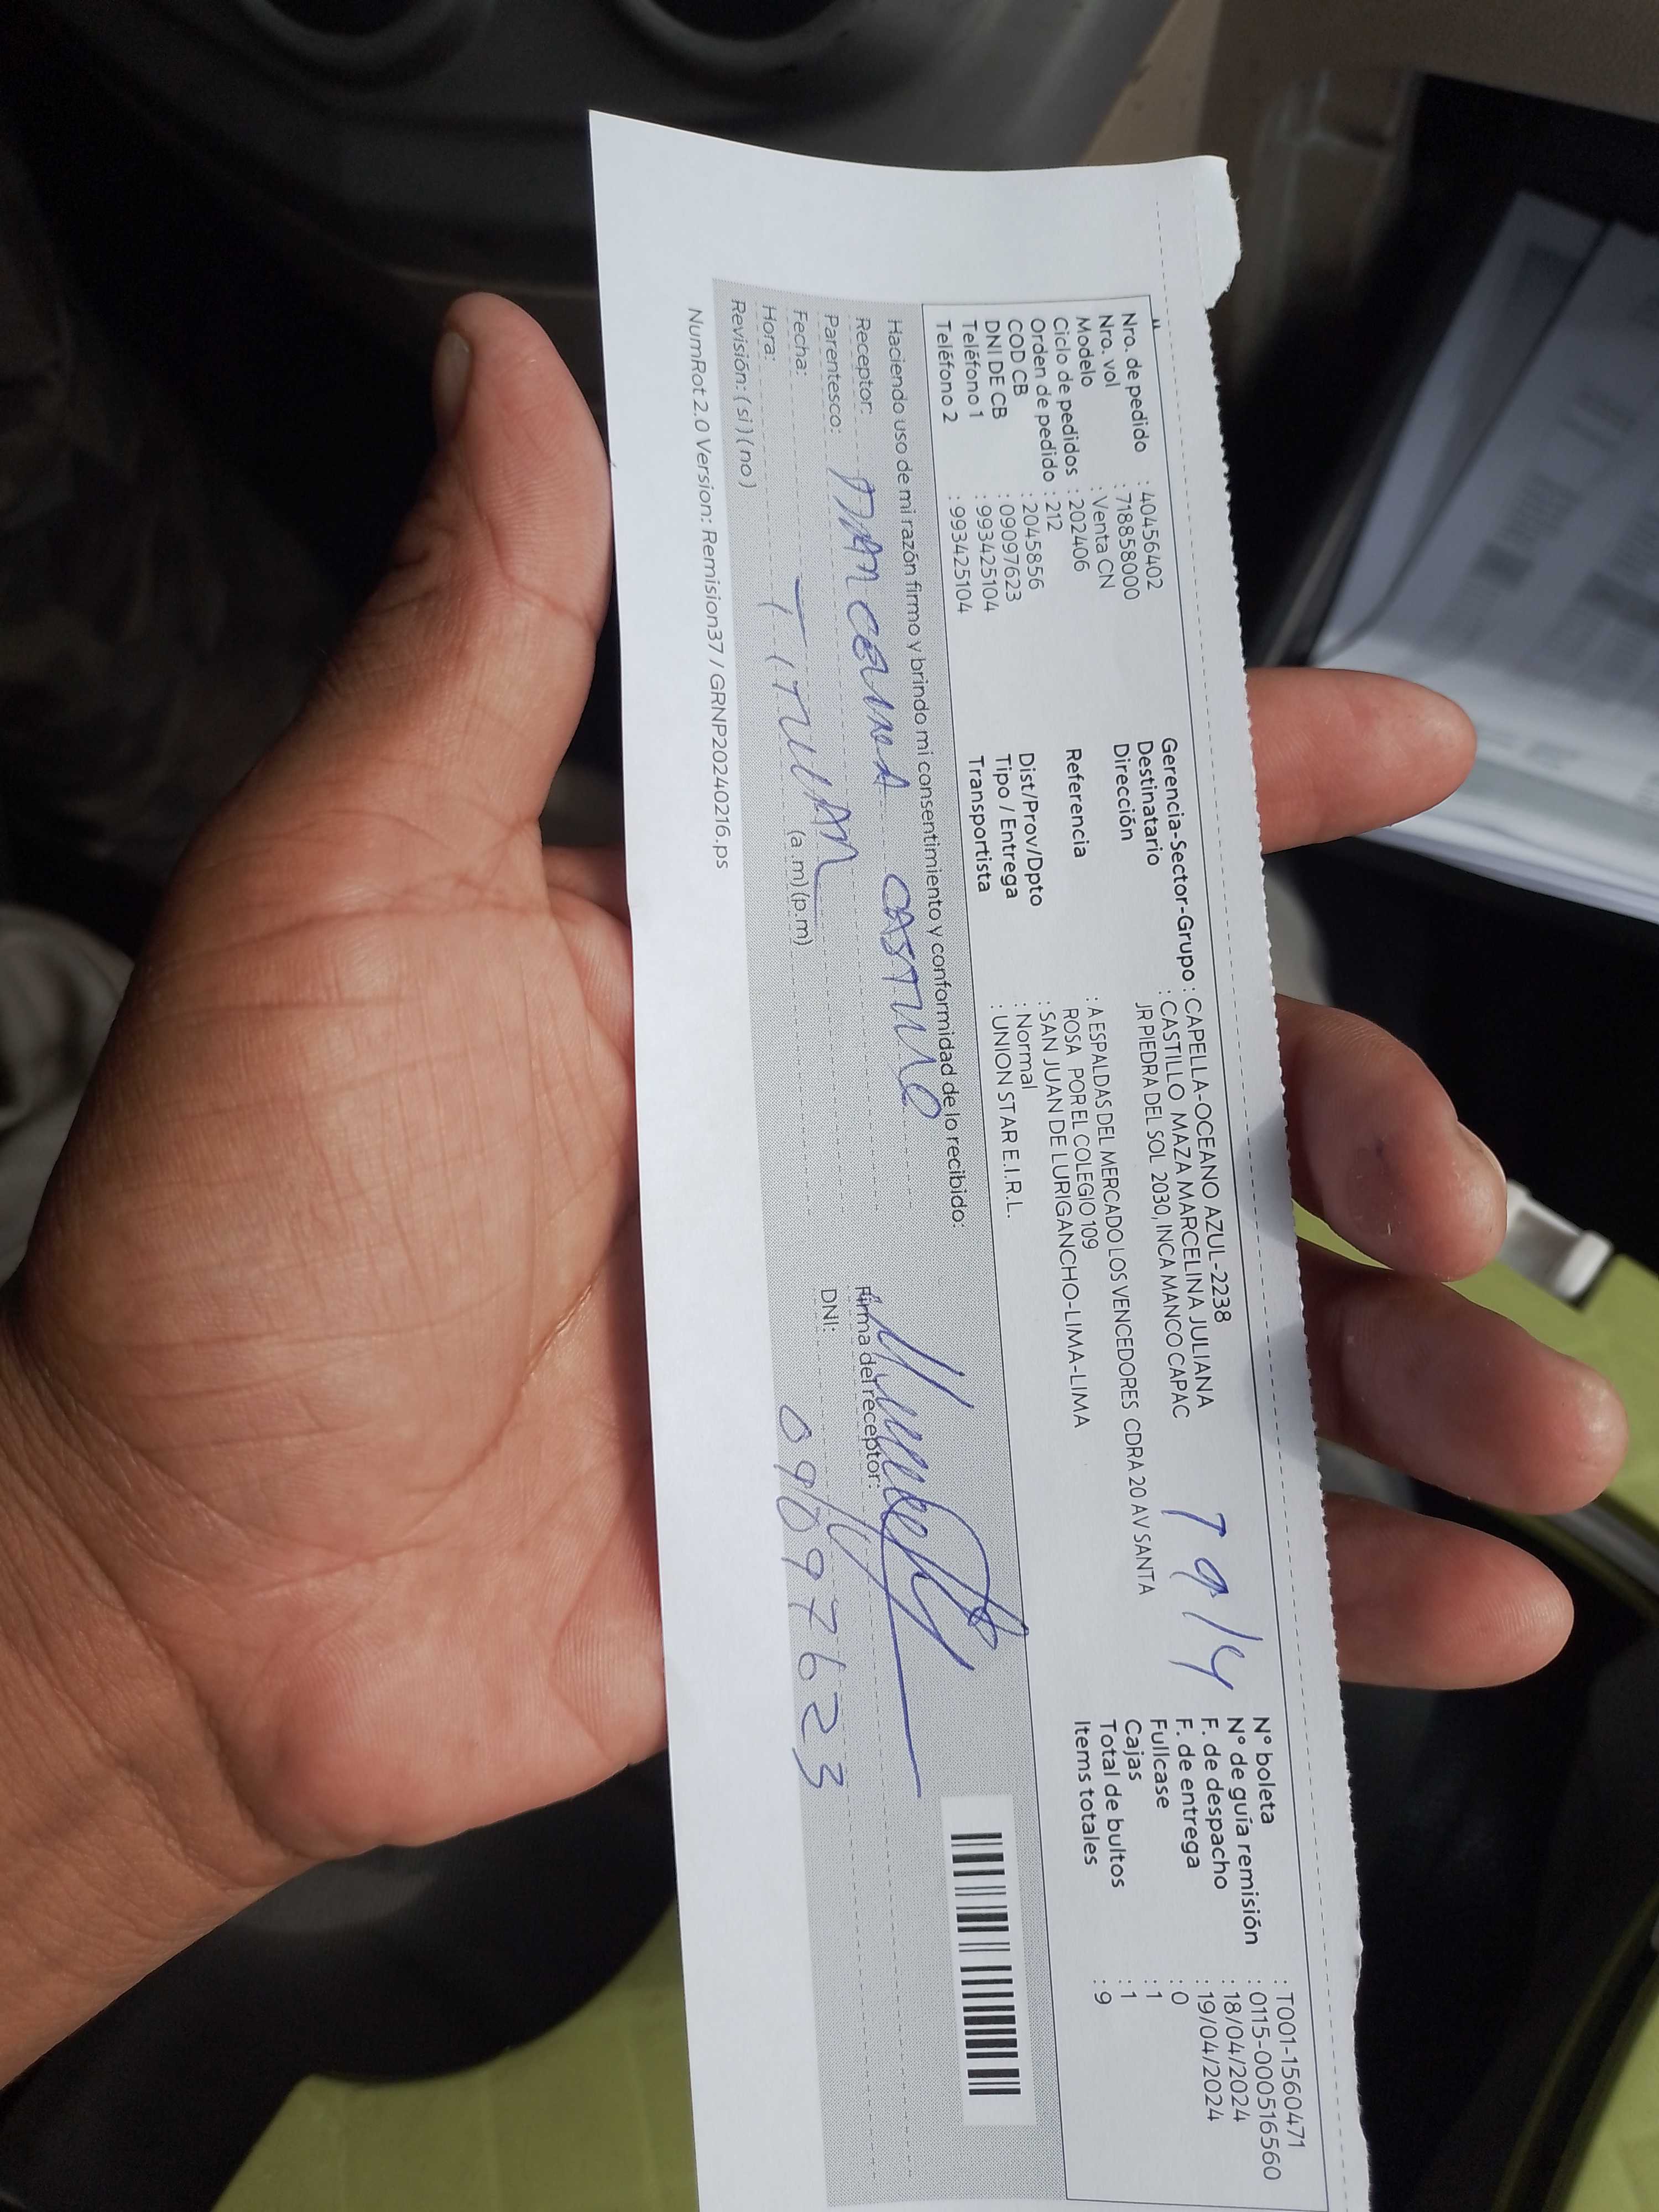 Nro. de pedido : 40456402
Nro. vol : 718858000
Modelo : Venta CN
Ciclo de pedidos : 202406
Orden de pedido : 212
COD CB : 2045856
DNI DE CB : 09097623
Teléfono 1 : 993425104
Teléfono 2 : 993425104
Gerencia-Sector-Grupo : CAPELLA-OCEANO AZUL-2238
Destinatario : CASTILLO MAZA MARCELINA JULIANA
Dirección JR PIEDRA DEL SOL 2030, INCA MANCO CAPAC
Referencia : A ESPALDAS DEL MERCADO LOS VENCEDORES CDRA 20 AV SANTA
ROSA POR EL COLEGIO 109
Dist/Prov/Dpto : SAN JUAN DE LURIGANCHO-LIMA-LIMA
Tipo / Entrega : Normal
Transportista : UNION STAR E.I.R.L.
19/4
N° boleta : T001-1560471
N° de guía remisión : 0115-000516560
F. de despacho : 18/04/2024
F. de entrega : 19/04/2024
Fullcase : 0
Cajas : 1
Total de bultos : 1
Items totales : 9
Haciendo uso de mi razón firmo y brindo mi consentimiento y conformidad de lo recibido:
Receptor: MARCELINA CASTILLO
Parentesco:
Fecha: TITULAR
Hora: (a.m) (p.m)
Revisión: ( si ) ( no )
Firma del receptor:
DNI: 09097623
NumRot 2.0 Version: Remision37 / GRNP20240216.ps